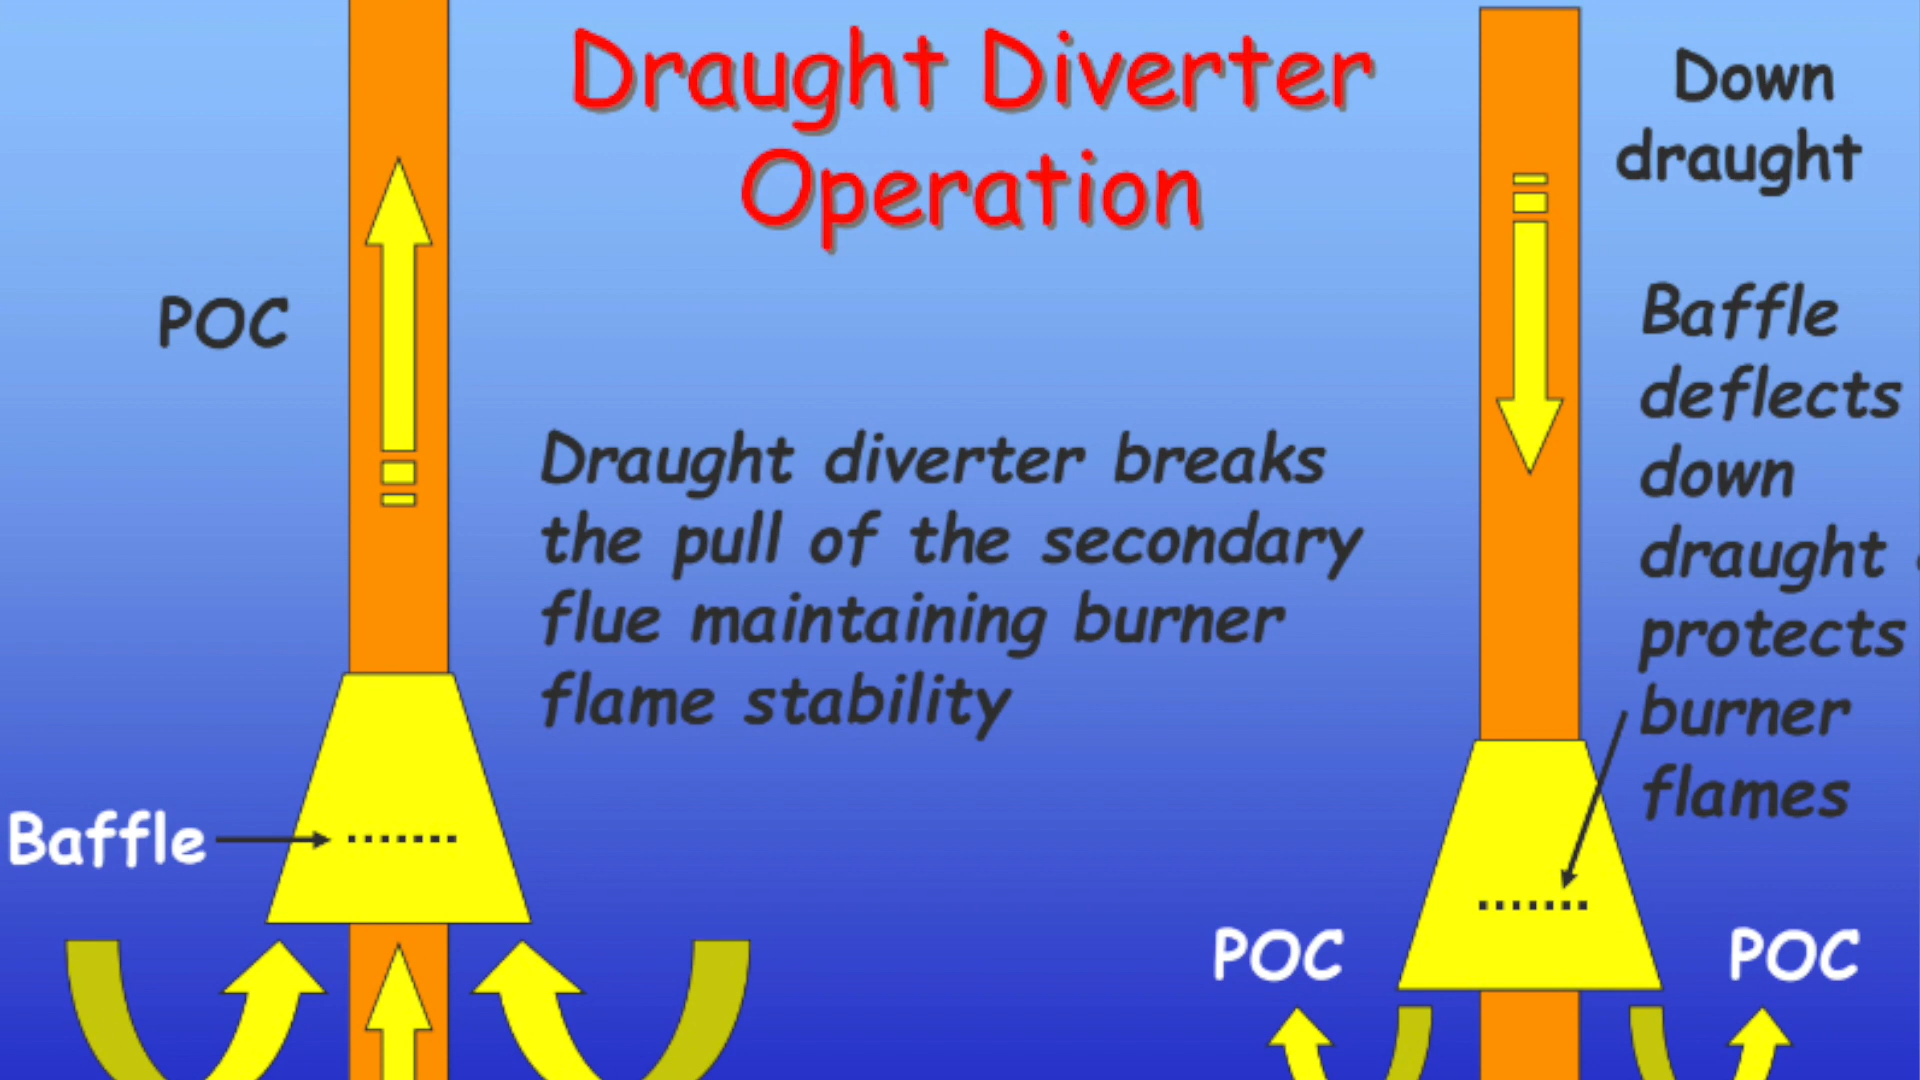 Draught Diverter
Operation
POC
Draught diverter breaks
the pull of the secondary
flue maintaining burner
flame stability
Baffle
Down
draught
Baffle
deflects
down
draught
protects
burner
flames
POC
POC